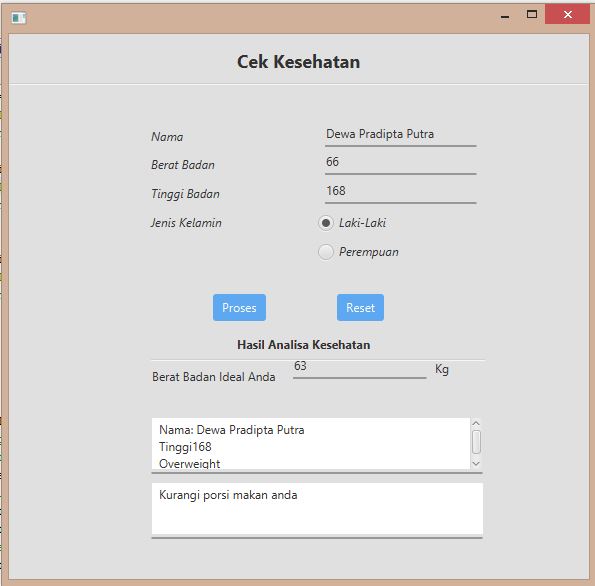 Cek Kesehatan
Nama
Dewa Pradipta Putra
Berat Badan
66
Tinggi Badan
168
Jenis Kelamin
Laki-Laki
Perempuan
Proses Reset
Hasil Analisa Kesehatan
Berat Badan Ideal Anda
63
Kg
Nama: Dewa Pradipta Putra
Tinggi168
Overweight
Kurangi porsi makan anda